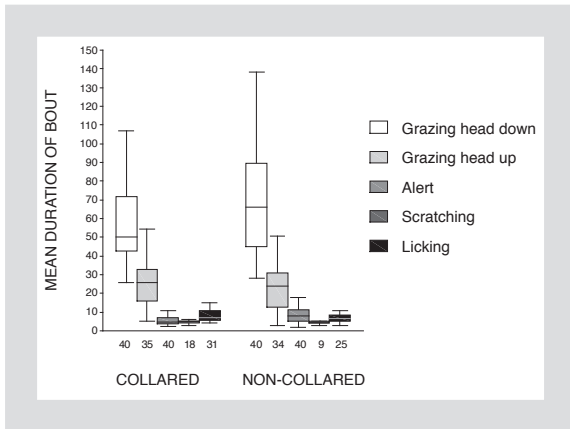 MEAN DURATION OF BOUT
150
140
130
120
110
100
90
80
70
60
50
40
30
20
10
0
40 35 40 18 31 40 34 40 9 25
COLLARED NON-COLLARED
Grazing head down
Grazing head up
Alert
Scratching
Licking